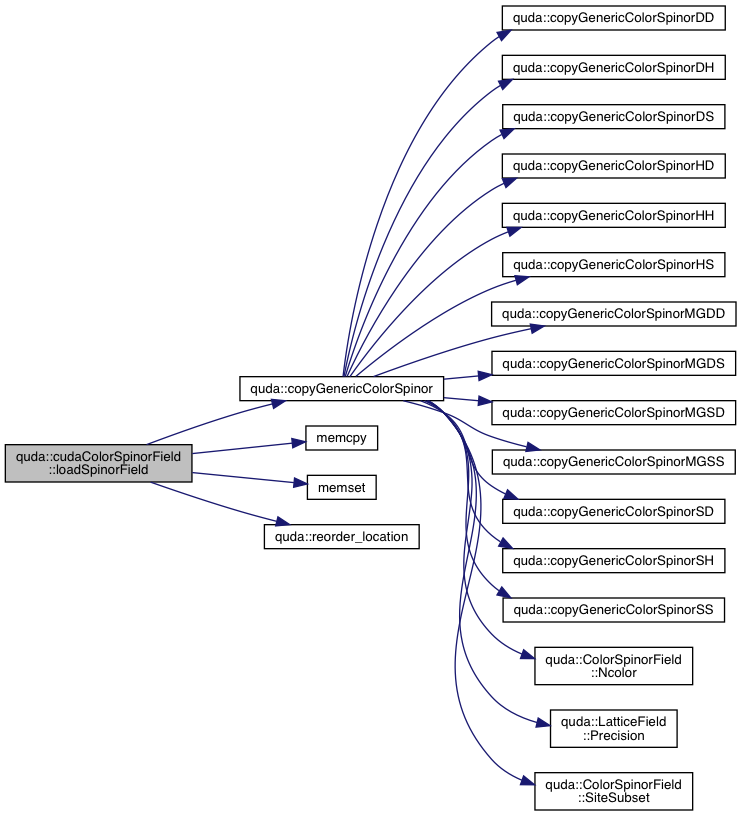 quda::copyGenericColorSpinorDD
quda::copyGenericColorSpinorDH
quda::copyGenericColorSpinorDS
quda::copyGenericColorSpinorHD
quda::copyGenericColorSpinorHH
quda::copyGenericColorSpinorHS
quda::copyGenericColorSpinorMGDD
quda::copyGenericColorSpinorMGDS
quda::copyGenericColorSpinor
quda::copyGenericColorSpinorMGSD
memcpy
quda::cudaColorSpinorField
::loadSpinorField
quda::copyGenericColorSpinorMGSS
memset
quda::copyGenericColorSpinorSD
quda::reorder_location
quda::copyGenericColorSpinorSH
quda::copyGenericColorSpinorSS
quda::ColorSpinorField
::Ncolor
quda::LatticeField
::Precision
quda::ColorSpinorField
::SiteSubset